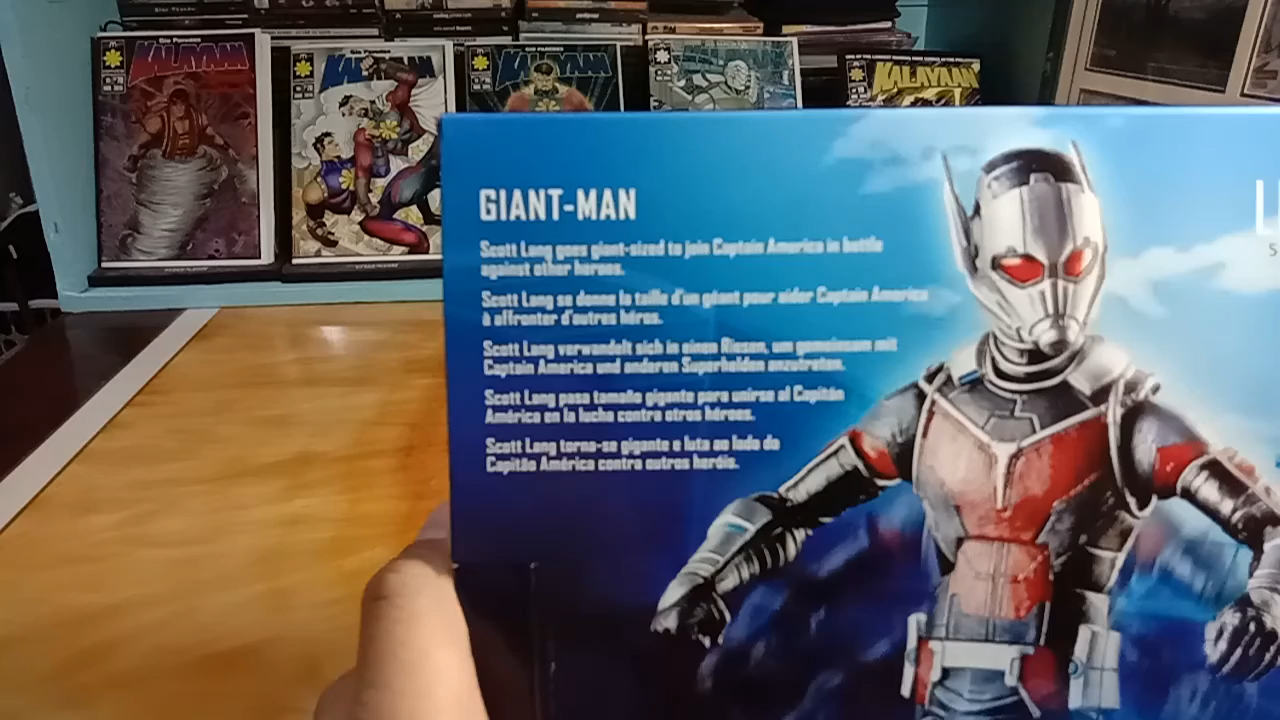 KALAYAAN
KALAYAAN
KALAYAAN
KALAYAAN
GIANT-MAN
Scott Lang goes giant-sized to join Captain America in battle
against other heroes.
Scott Lang se donne la taille d'un géant pour aider Captain America
à affronter d'autres héros.
Scott Lang verwandelt sich in einen Riesen, um gemeinsam mit
Captain America und anderen Superhelden anzutreten.
Scott Lang pasa tamaño gigante para unirse al Capitán
América en la lucha contra otros héroes.
Scott Lang torna-se gigante e luta ao lado do
Capitão América contra outros heróis.